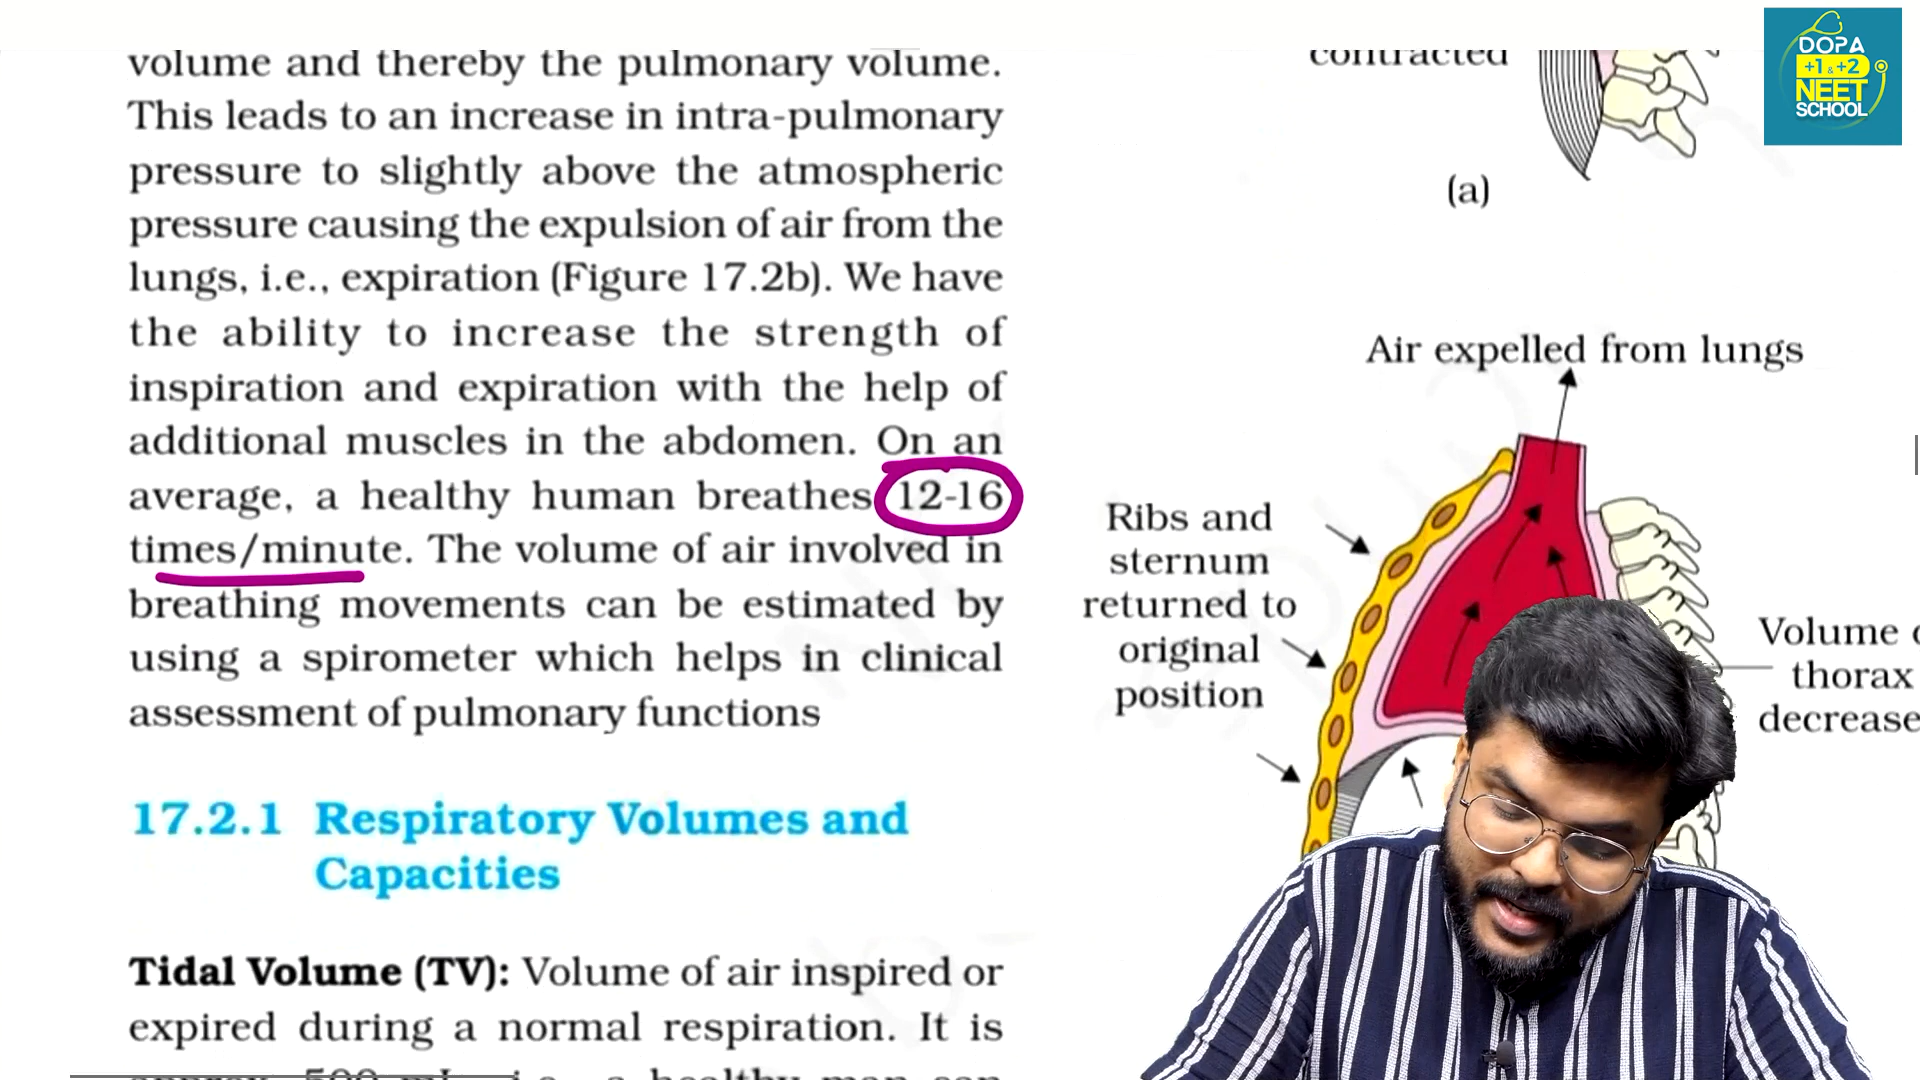 volume and thereby the pulmonary volume.
This leads to an increase in intra-pulmonary
pressure to slightly above the atmospheric
pressure causing the expulsion of air from the
lungs, i.e., expiration (Figure 17.2b). We have
the ability to increase the strength of
inspiration and expiration with the help of
additional muscles in the abdomen. On an
average, a healthy human breathes 12-16
times/minute. The volume of air involved in
breathing movements can be estimated by
using a spirometer which helps in clinical
assessment of pulmonary functions
17.2.1 Respiratory Volumes and
Capacities
Tidal Volume (TV): Volume of air inspired or
expired during a normal respiration. It is
contracted
(a)
Air expelled from lungs
Ribs and
sternum
returned to
original
position
Volume
thorax
decrease
DOPA
+1 & +2
NEET
SCHOOL